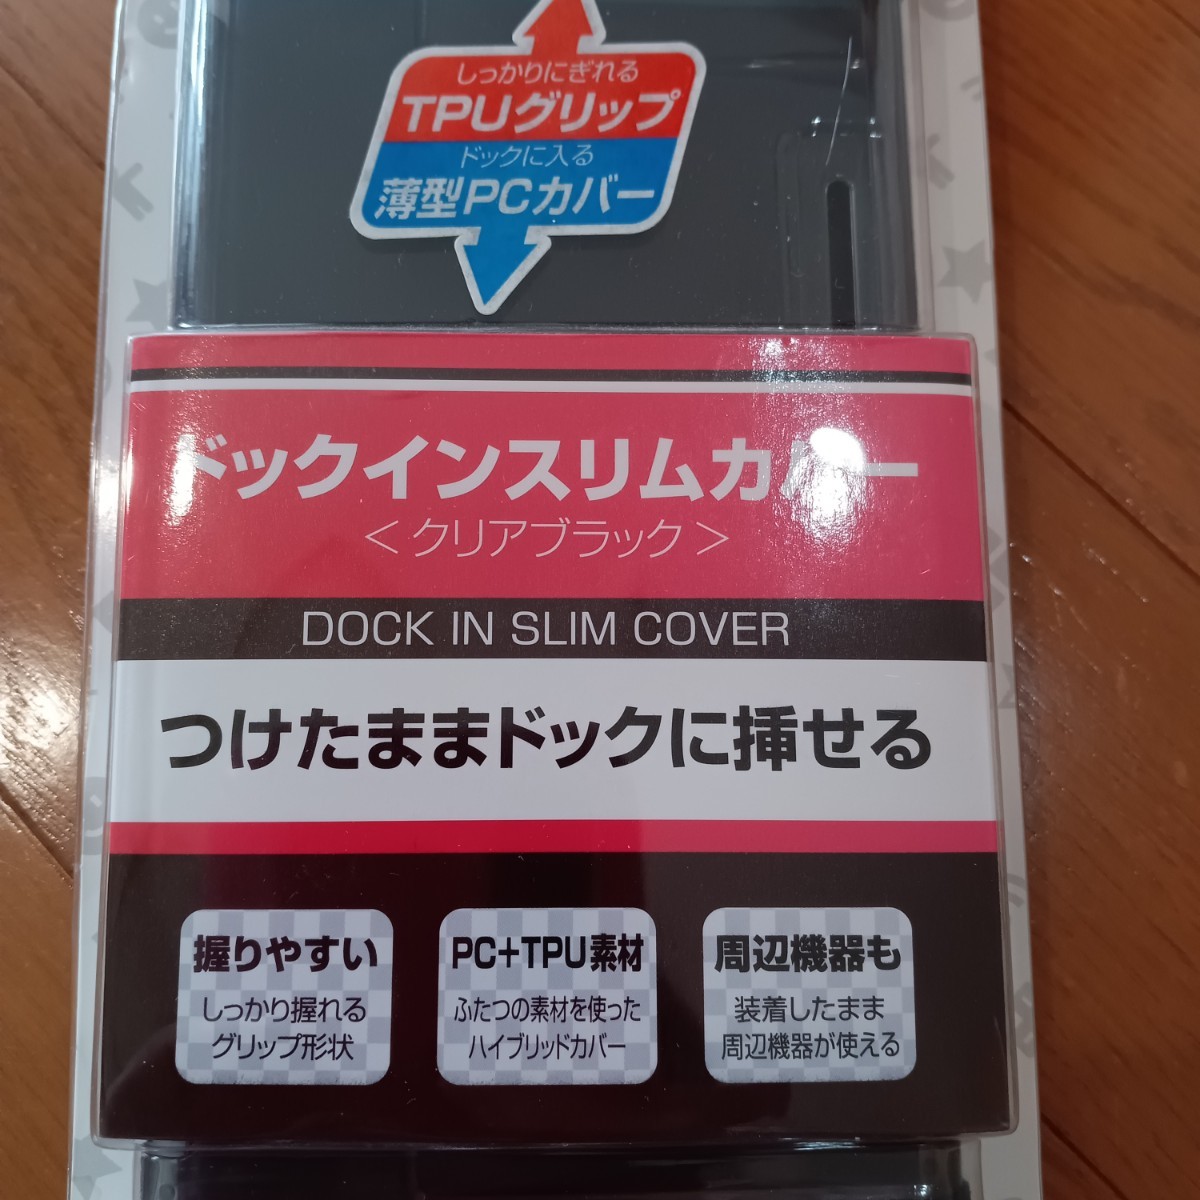 しっかりにぎれる
TPUグリップ
ドックに入る
薄型PCカバー
ドックインスリムカバー
＜クリアブラック＞
DOCK IN SLIM COVER
つけたままドックに挿せる
握りやすい
しっかり握れる
グリップ形状
PC+TPU素材
ふたつの素材を使った
ハイブリッドカバー
周辺機器も
装着したまま
周辺機器が使える